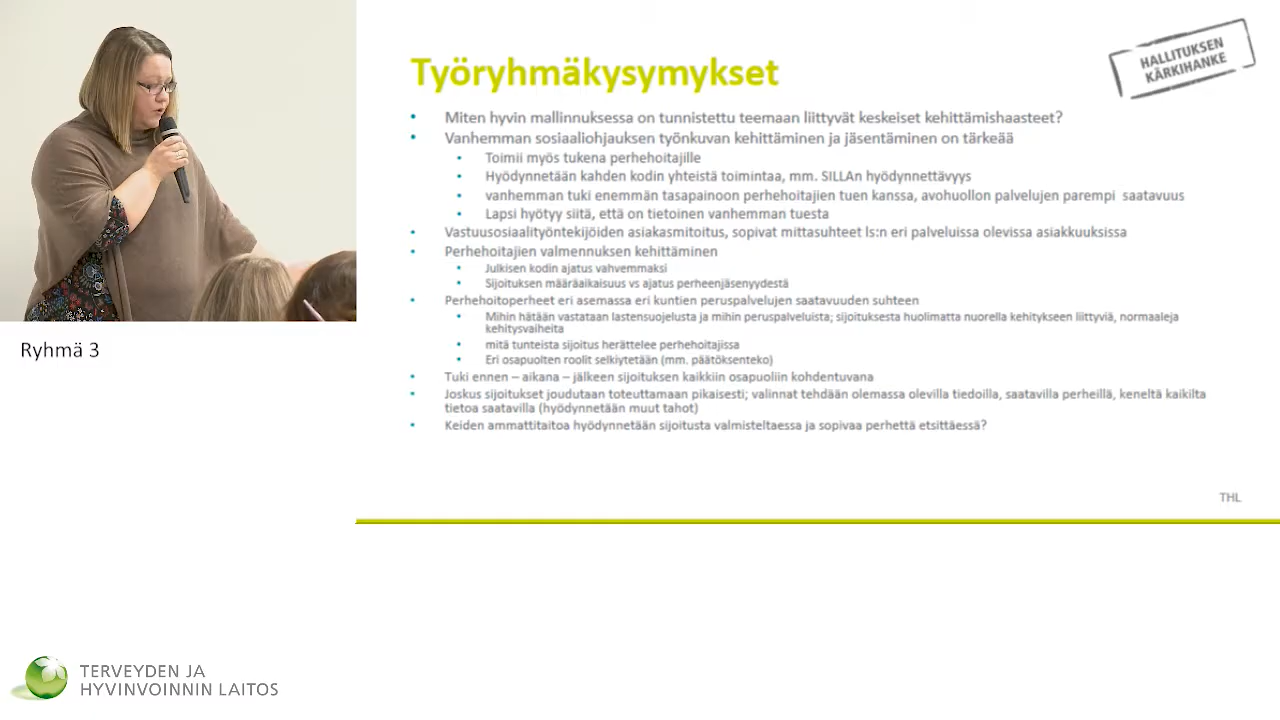 HALLITUKSEN
KÄRKIHANKE
Työryhmäkysymykset
• Miten hyvin mallinnuksessa on tunnistettu teemaan liittyvät keskeiset kehittämishaasteet?
• Vanhemman sosiaaliohjauksen työnkuvan kehittäminen ja jäsentäminen on tärkeää
• Toimii myös tukena perhehoitajille
• Hyödynnetään kahden kodin yhteistä toimintaa, mm. SILLAn hyödynnettävyys
• vanhemman tuki enemmän tasapainoon perhehoitajien tuen kanssa, avohuollon palvelujen parempi saatavuus
• Lapsi hyötyy siitä, että on tietoinen vanhemman tuesta
• Vastuusosiaalityöntekijöiden asiakasmitoitus, sopivat mittasuhteet ls:n eri palveluissa olevissa asiakkuuksissa
• Perhehoitajien valmennuksen kehittäminen
• Julkisen kodin ajatus vahvemmaksi
• Sijoituksen määräaikaisuus vs ajatus perheenjäsenyydestä
• Perhehoitoperheet eri asemassa eri kuntien peruspalvelujen saatavuuden suhteen
• Mihin hätään vastataan lastensuojelusta ja mihin peruspalveluista; sijoituksesta huolimatta nuorella kehitykseen liittyviä, normaaleja
kehitysvaiheita
• mitä tunteista sijoitus herättelee perhehoitajissa
• Eri osapuolten roolit selkiytetään (mm. päätöksenteko)
• Tuki ennen – aikana – jälkeen sijoituksen kaikkiin osapuoliin kohdentuvana
• Joskus sijoitukset joudutaan toteuttamaan pikaisesti; valinnat tehdään olemassa olevilla tiedoilla, saatavilla perheillä, keneltä kaikilta
tietoa saatavilla (hyödynnetään muut tahot)
• Keiden ammattitaitoa hyödynnetään sijoitusta valmisteltaessa ja sopivaa perhettä etsittäessä?
THL
Ryhmä 3
TERVEYDEN JA
HYVINVOINNIN LAITOS